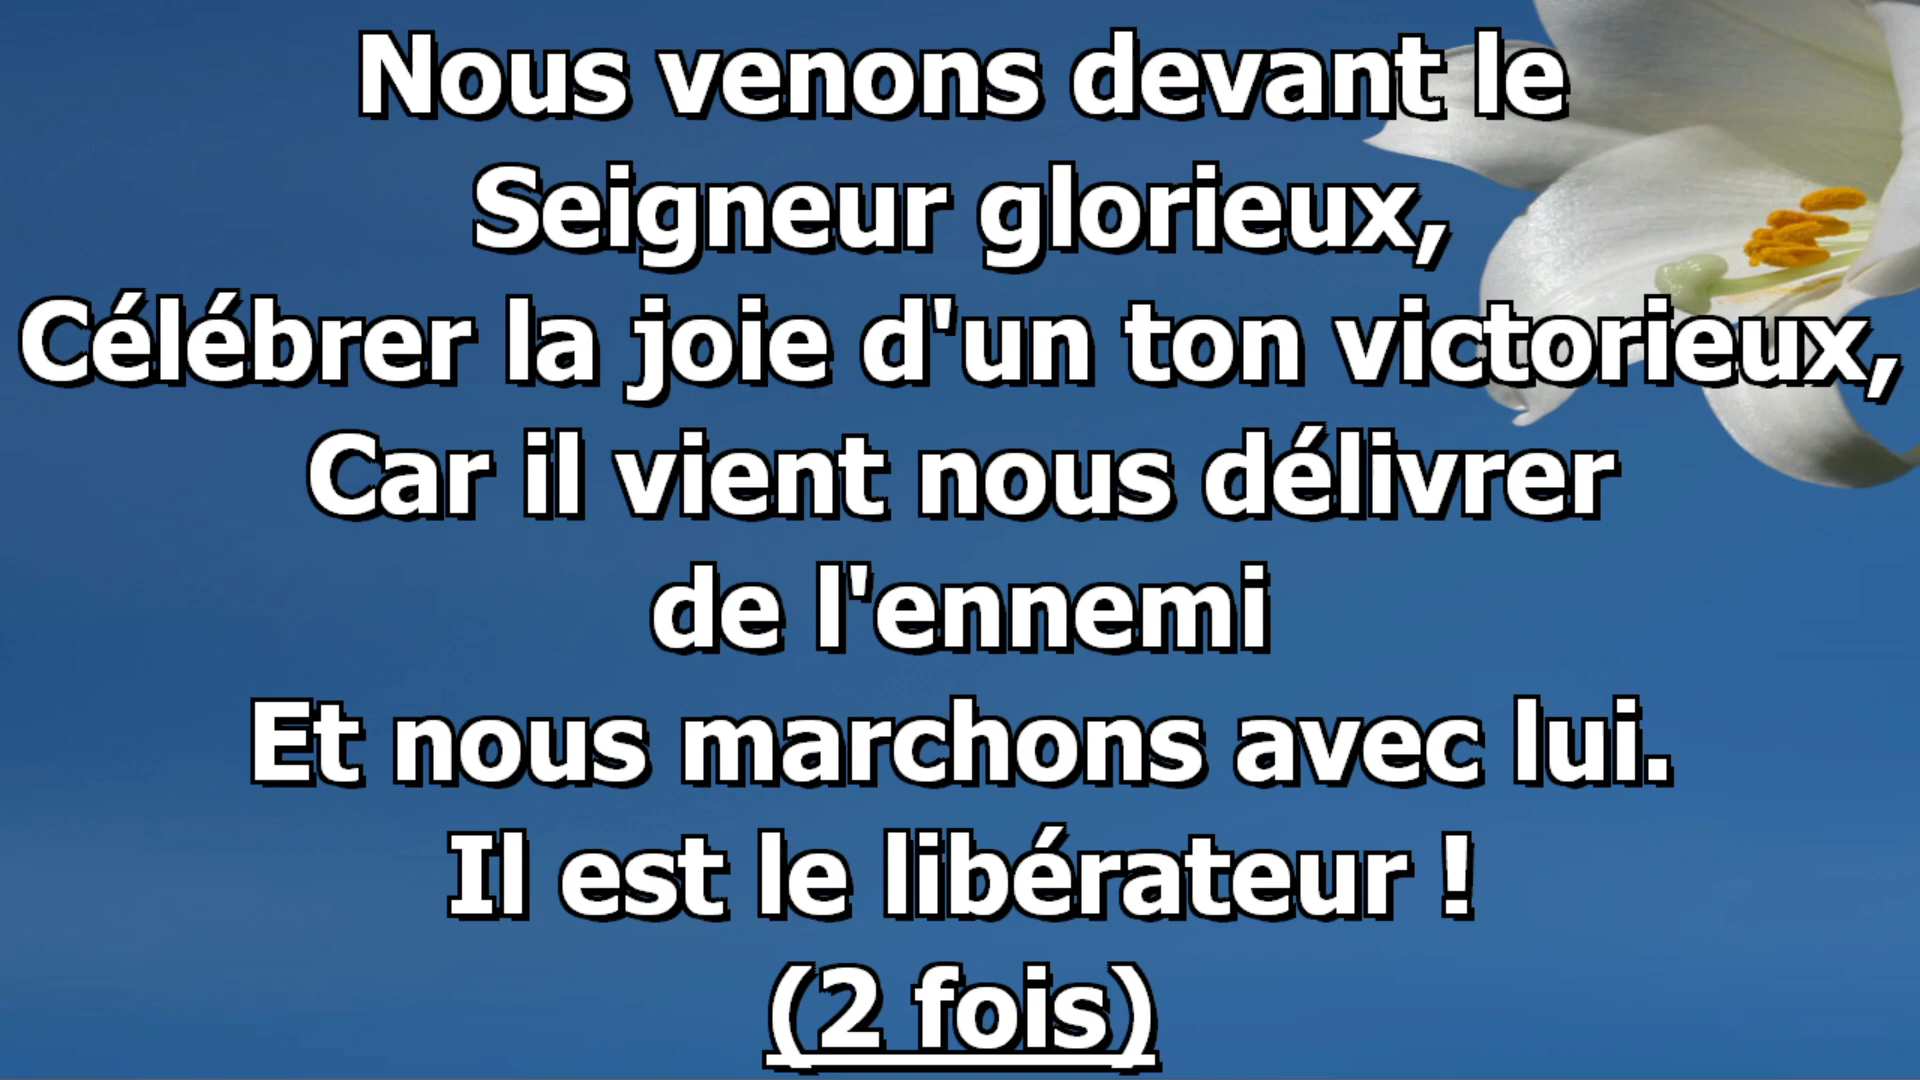 Nous venons devant le
Seigneur glorieux,
Célébrer la joie d'un ton victorieux,
Car il vient nous délivrer
de l'ennemi
Et nous marchons avec lui.
Il est le libérateur !
(2 fois)